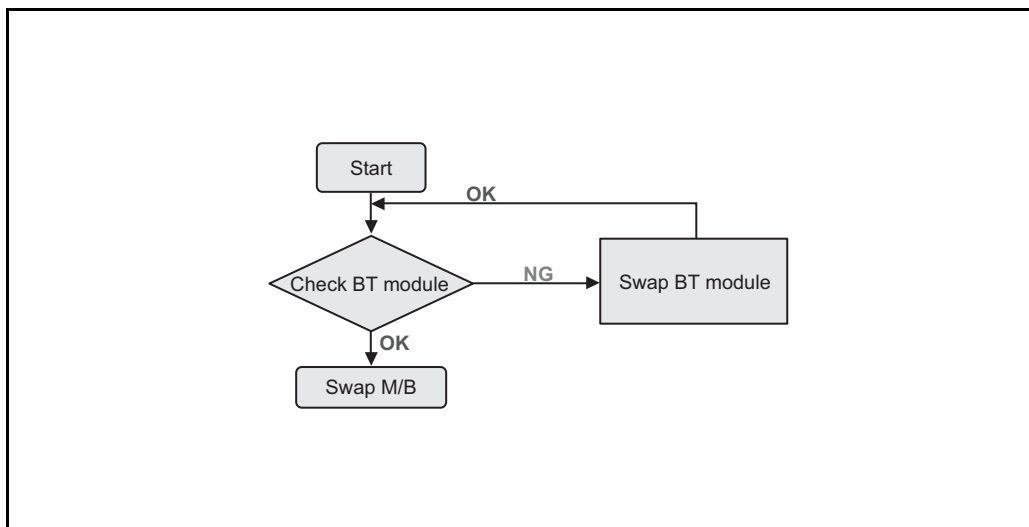 Start
OK
Check BT module
NG
Swap BT module
OK
Swap M/B